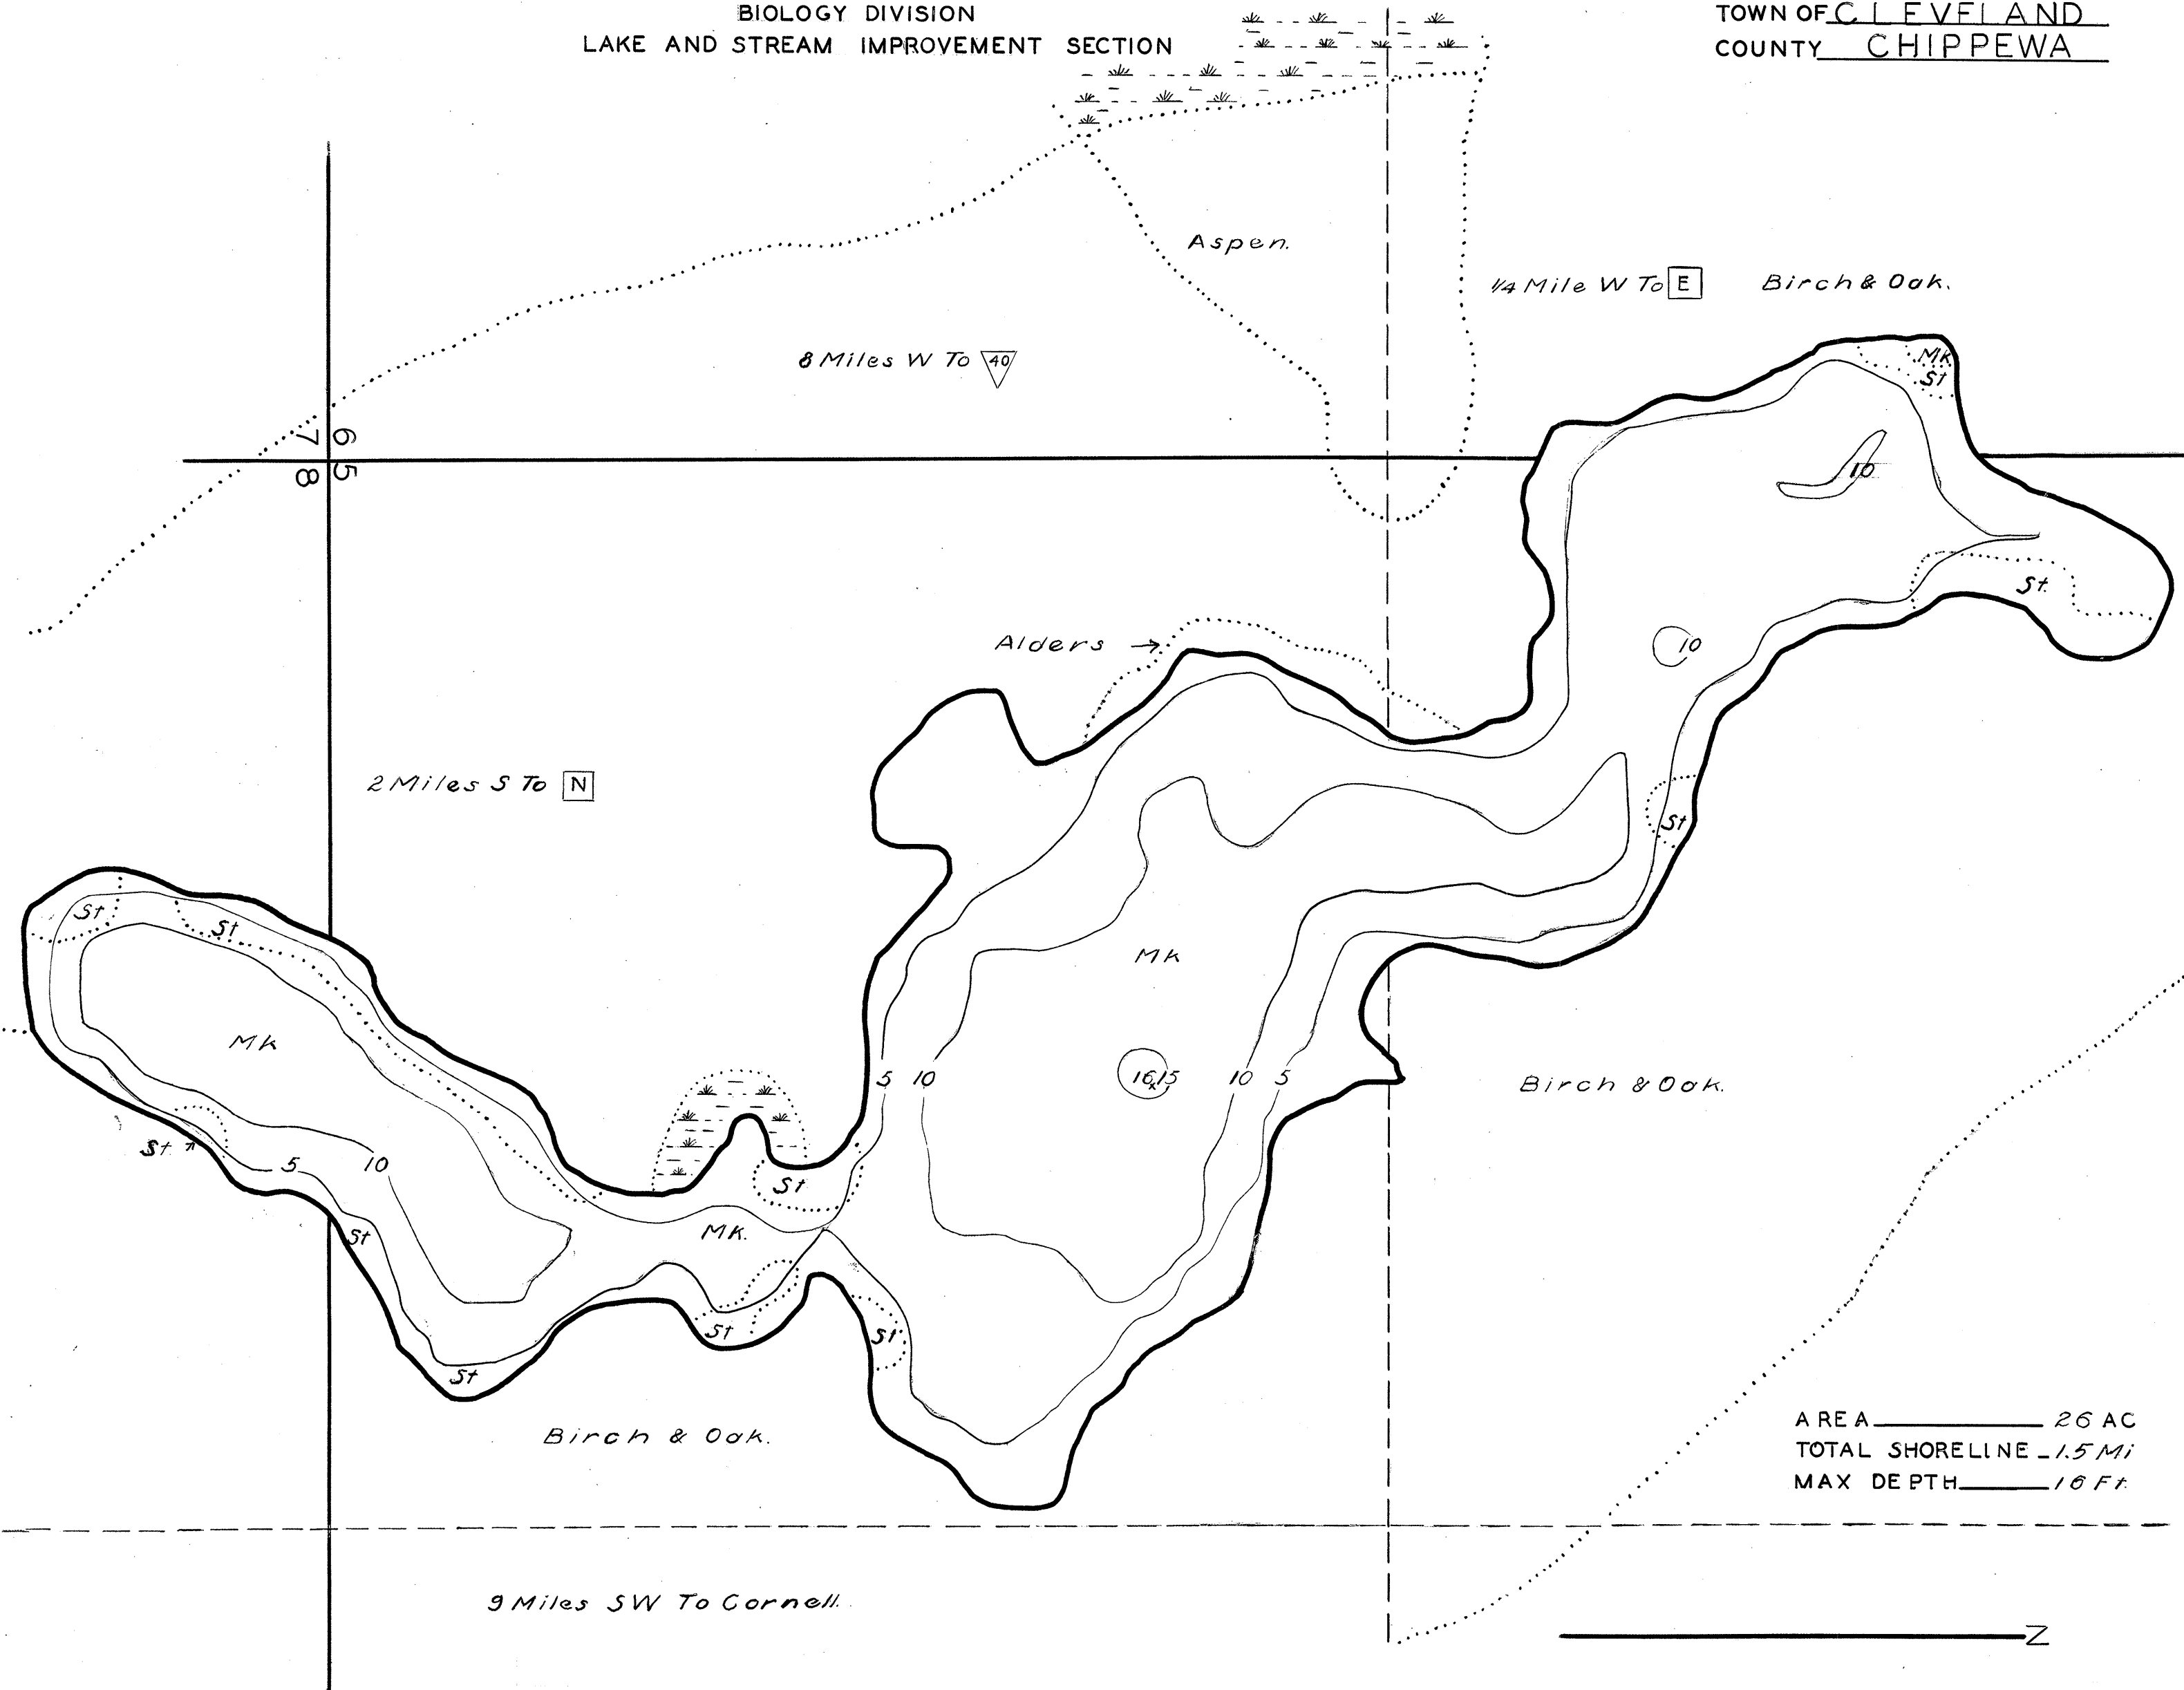 BIOLOGY DIVISION
LAKE AND STREAM IMPROVEMENT SECTION
TOWN OF CLEVELAND
COUNTY CHIPPEWA
Aspen.
1/4 Mile W To E
Birch & Oak.
8 Miles W To 40
Mk
St
7 6
8 5
10
St.
Alders →
10
2 Miles S To N
St
St
St
Mk
Mk
5 10
16 15
10 5
Birch & Oak.
St
5
10
St
St
Mk.
St
St
St
Birch & Oak.
AREA 26 AC
TOTAL SHORELINE 1.5 Mi
MAX DEPTH 16 Ft.
9 Miles SW To Cornell.
N